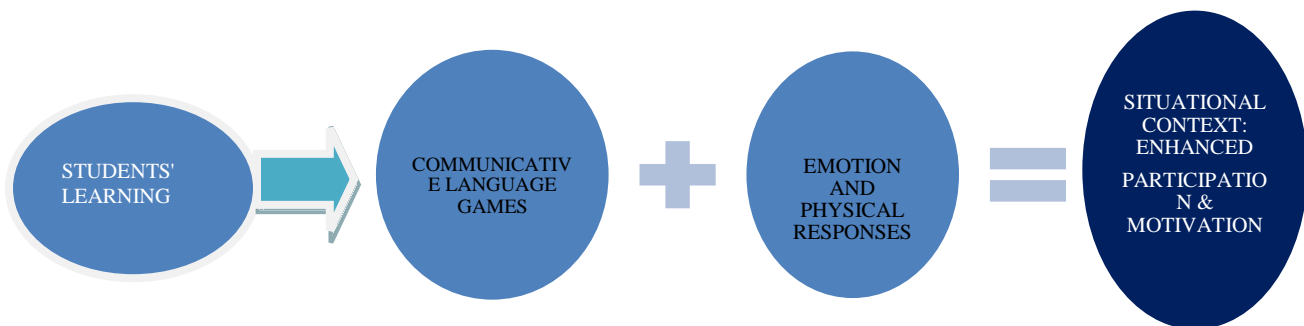 STUDENTS'
LEARNING
COMMUNICATIV
E LANGUAGE
GAMES
EMOTION
AND
PHYSICAL
RESPONSES
SITUATIONAL
CONTEXT:
ENHANCED
PARTICIPATIO
N &
MOTIVATION